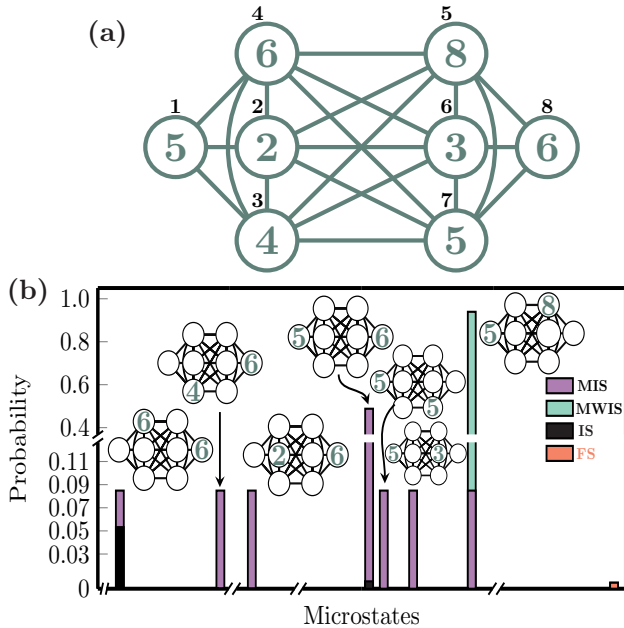 (a)
4 5
6 8
1 2 6 8
5 2 3 6
3 7
4 5
(b)
Probability
1.0
0.8
0.6
0.4
0.11
0.09
0.07
0.05
0.03
0
6 6
4 6
2 6
5 6
5 5
5 3
5 8
MIS
MWIS
IS
FS
Microstates